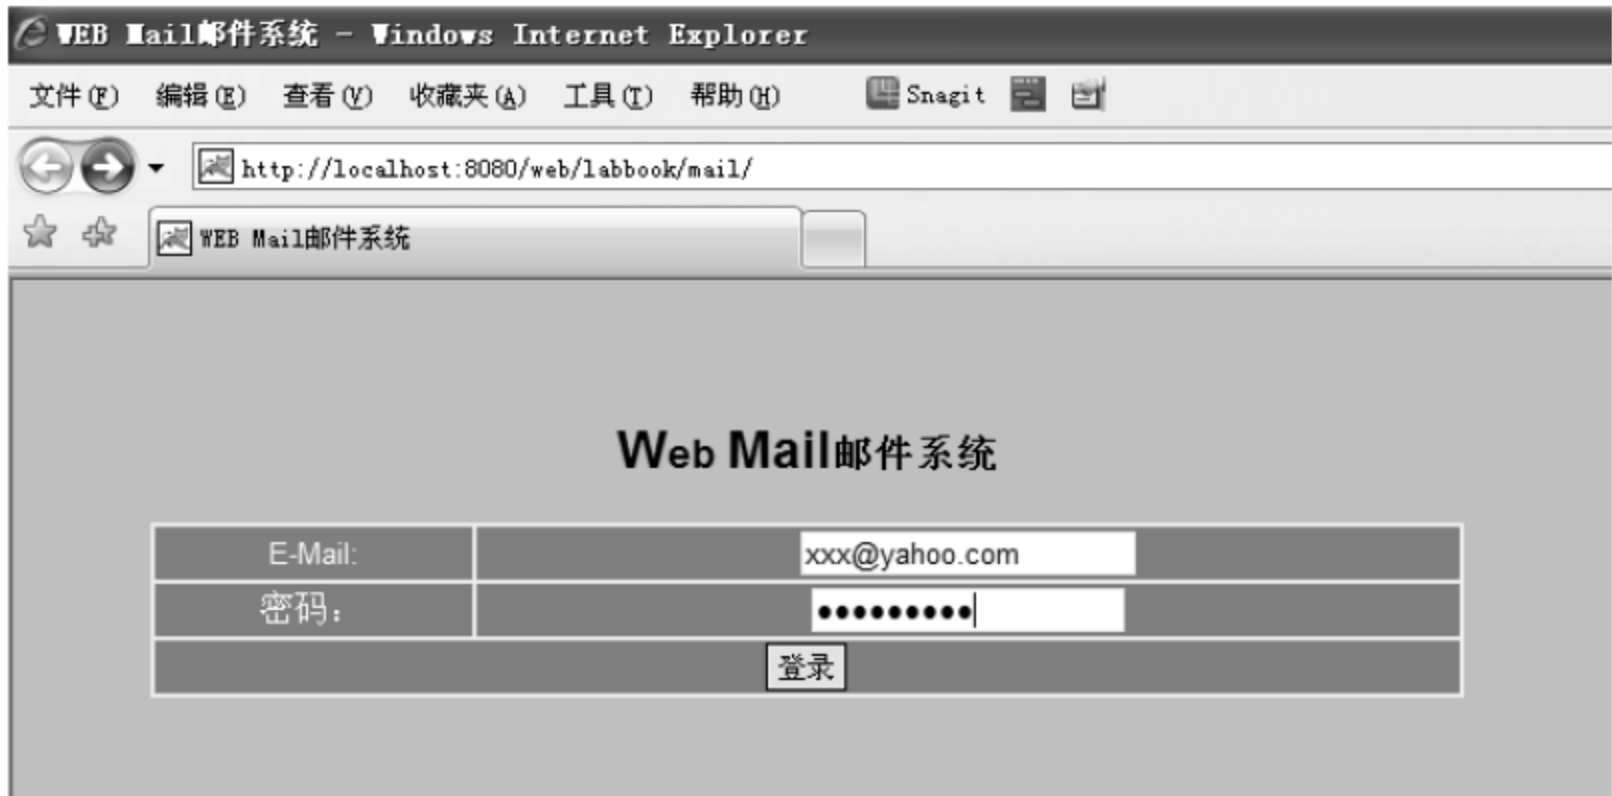 WEB Mail邮件系统 - Windows Internet Explorer
文件(F) 编辑(E) 查看(V) 收藏夹(A) 工具(T) 帮助(H) Snagit
http://localhost:8080/web/labbook/mail/
WEB Mail邮件系统
Web Mail邮件系统
E-Mail: xxx@yahoo.com
密码： ●●●●●●●●●
登录